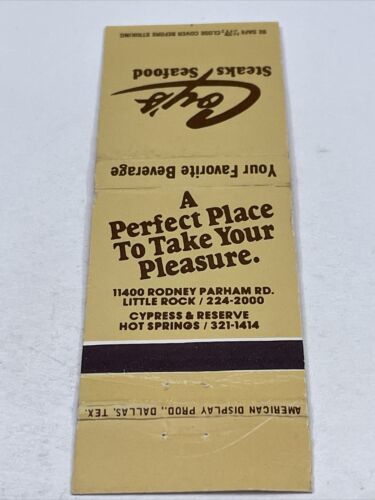 BE SAFE CLOSE COVER BEFORE STRIKING
Coy's
Steaks Seafood
Your Favorite Beverage
A
Perfect Place
To Take Your
Pleasure.
11400 RODNEY PARHAM RD.
LITTLE ROCK / 224-2000
CYPRESS & RESERVE
HOT SPRINGS / 321-1414
AMERICAN DISPLAY PROD., DALLAS, TEX.